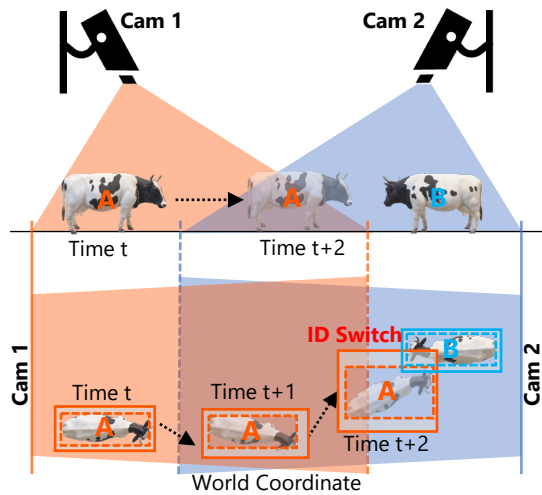 Cam 1
Cam 2
A
A
B
Time t
Time t+2
Cam 1
Cam 2
ID Switch
B
Time t
Time t+1
A
A
A
Time t+2
World Coordinate